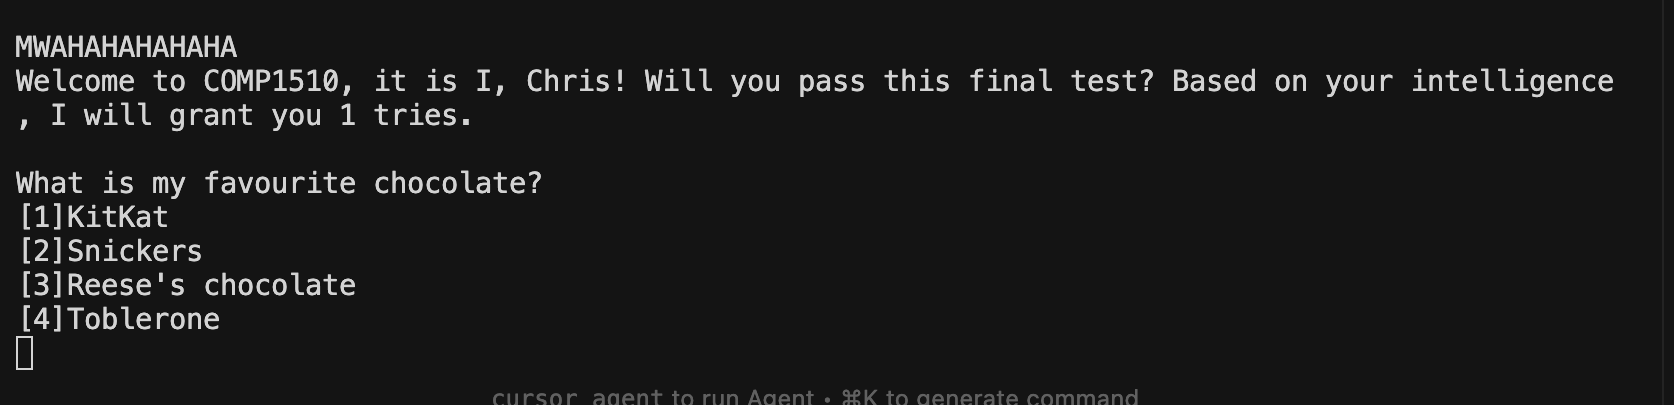 MWAHAHAHAHAHA
Welcome to COMP1510, it is I, Chris! Will you pass this final test? Based on your intelligence
, I will grant you 1 tries.
What is my favourite chocolate?
[1]KitKat
[2]Snickers
[3]Reese's chocolate
[4]Toblerone
cursor agent to run Agent • ⌘K to generate command